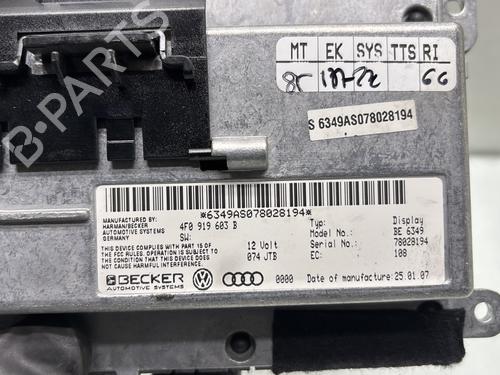 MT EK SYS TTS RI
66
S 6349AS078028194
*6349AS078028194*
MANUFACTURED BY:
HARMAN/BECKER
AUTOMOTIVE SYSTEMS
GERMANY
4F0 919 603 B
SW:
Typ: Display
Model No.: BE 6349
THIS DEVICE COMPLIES WITH PART 15 OF
THE FCC RULES. OPERATION IS SUBJECT
TO THE CONDITION THAT THIS DEVICE
DOES NOT CAUSE HARMFUL INTERFERENCE
12 Volt
074 JTB
Serial No.: 78028194
EC: 108
BECKER
AUTOMOTIVE SYSTEMS
0000 Date of manufacture: 25.01.07